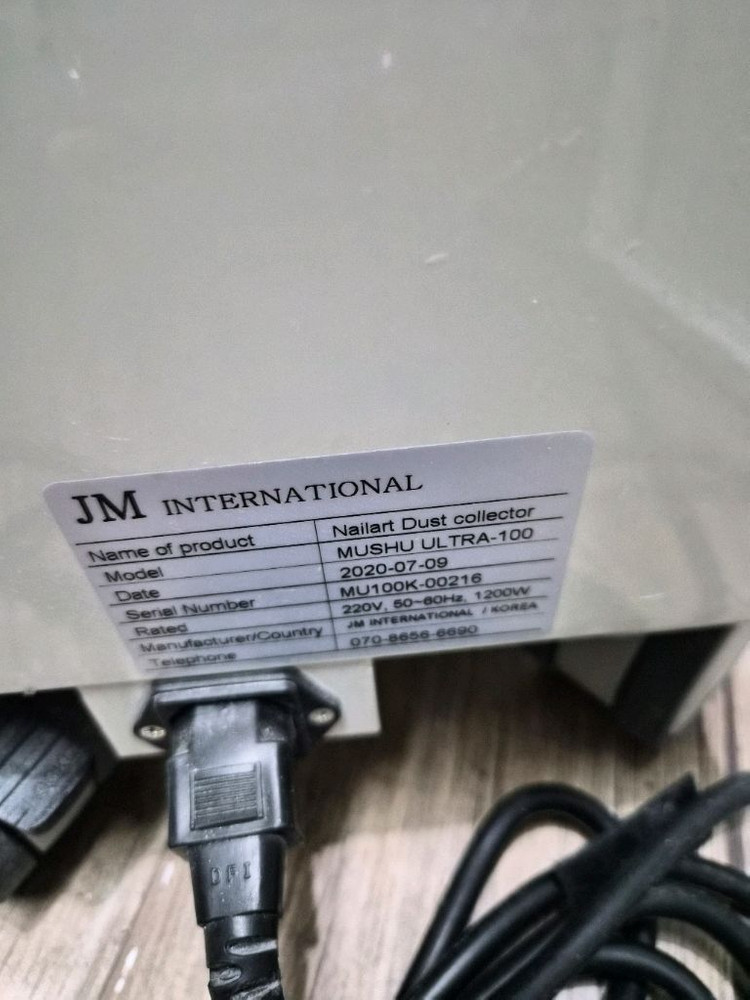 JM INTERNATIONAL
Name of product Nailart Dust collector
Model MUSHU ULTRA-100
Date 2020-07-09
Serial Number MU100K-00216
Rated 220V, 50~60Hz, 1200W
Manufacturer/Country JM INTERNATIONAL / KOREA
Telephone 070-8656-6690